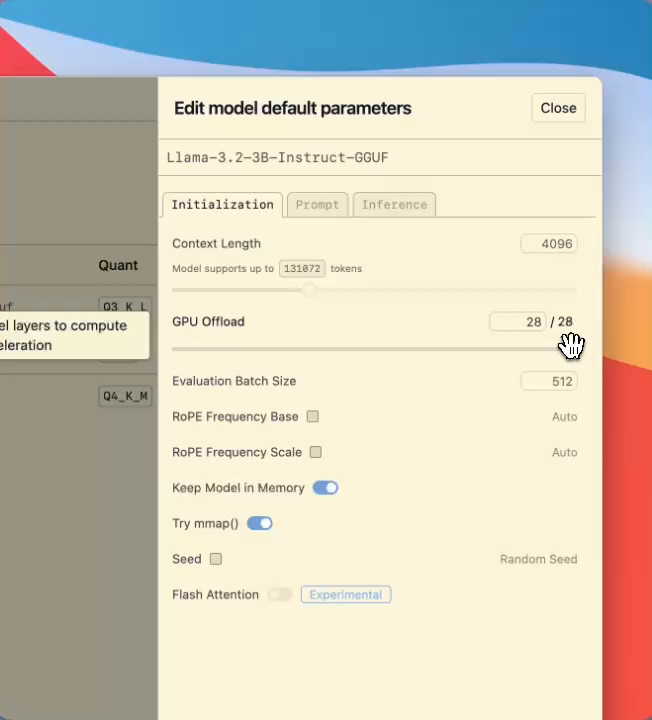 Edit model default parameters
Close
Llama-3.2-3B-Instruct-GGUF
Initialization
Prompt
Inference
Context Length
4096
Model supports up to 131072 tokens
Quant
uf
Q3_K_L
el layers to compute
eleration
GPU Offload
28 / 28
Evaluation Batch Size
512
Q4_K_M
RoPE Frequency Base
Auto
RoPE Frequency Scale
Auto
Keep Model in Memory
Try mmap()
Seed
Random Seed
Flash Attention
Experimental